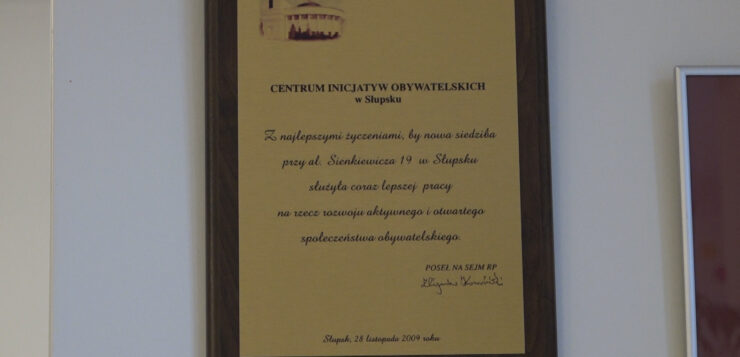 CENTRUM INICJATYW OBYWATELSKICH
w Słupsku
Z najlepszymi życzeniami, by nowa siedziba
przy al. Sienkiewicza 19 w Słupsku
służyła coraz lepszej pracy
na rzecz rozwoju aktywnego i otwartego
społeczeństwa obywatelskiego.
POSEŁ NA SEJM RP
Słupsk, 28 listopada 2009 roku